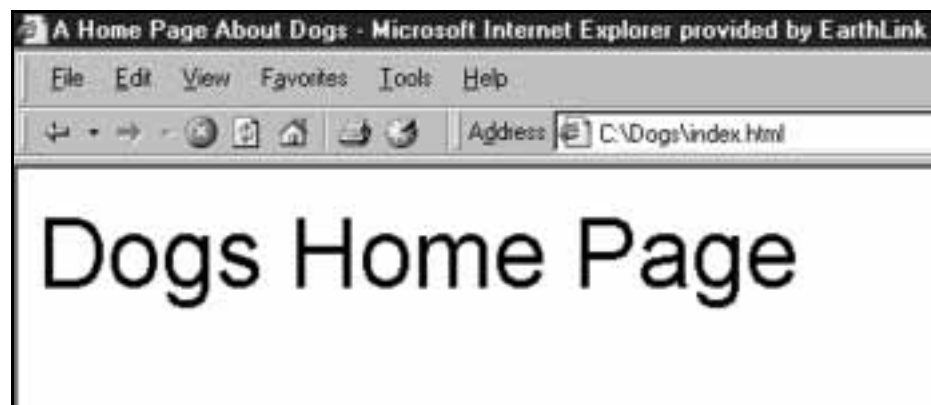 A Home Page About Dogs - Microsoft Internet Explorer provided by EarthLink
File Edit View Favorites Tools Help
Address C:\Dogs\index.html
Dogs Home Page